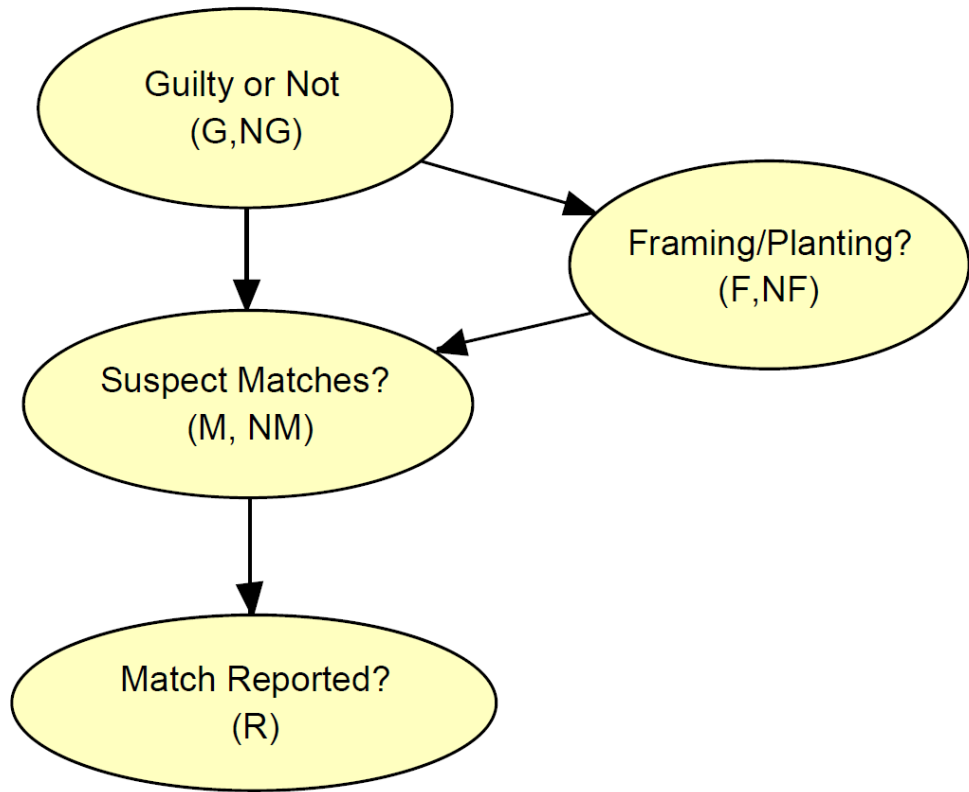 Guilty or Not
(G,NG)
Framing/Planting?
(F,NF)
Suspect Matches?
(M, NM)
Match Reported?
(R)